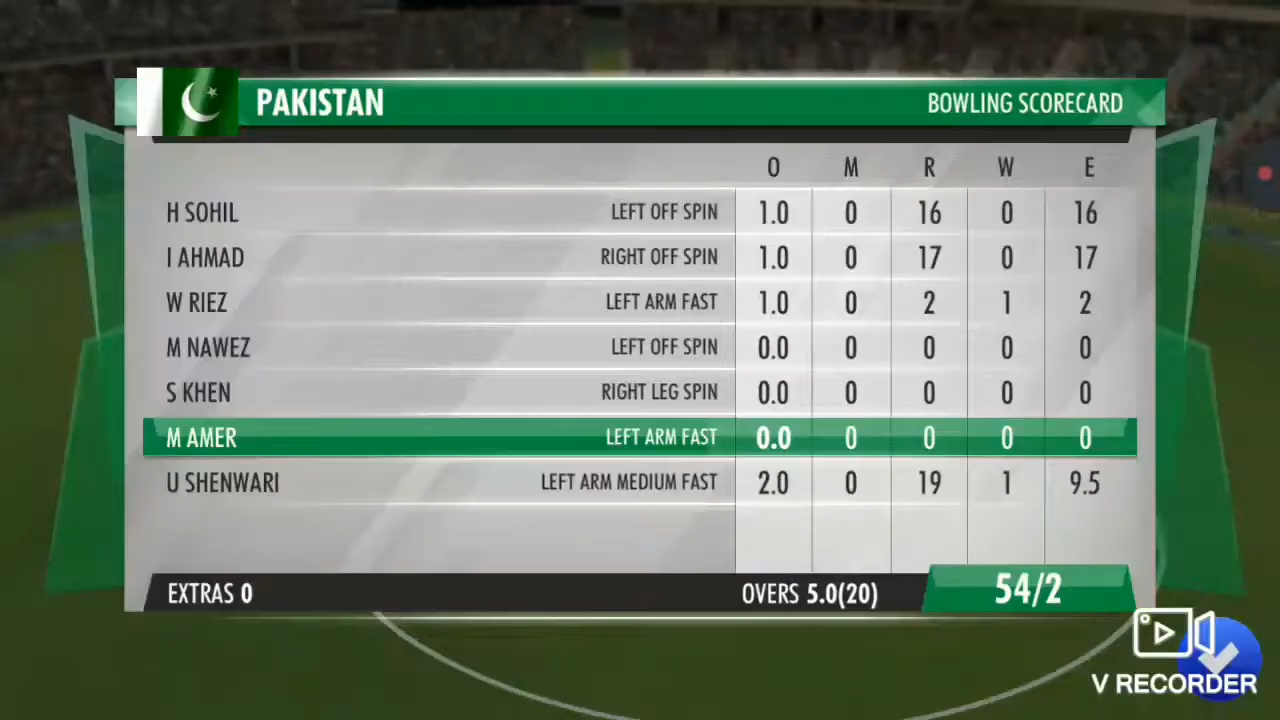 PAKISTAN BOWLING SCORECARD
O M R W E
H SOHIL LEFT OFF SPIN 1.0 0 16 0 16
I AHMAD RIGHT OFF SPIN 1.0 0 17 0 17
W RIEZ LEFT ARM FAST 1.0 0 2 1 2
M NAWEZ LEFT OFF SPIN 0.0 0 0 0 0
S KHEN RIGHT LEG SPIN 0.0 0 0 0 0
M AMER LEFT ARM FAST 0.0 0 0 0 0
U SHENWARI LEFT ARM MEDIUM FAST 2.0 0 19 1 9.5
EXTRAS 0 OVERS 5.0(20) 54/2
V RECORDER